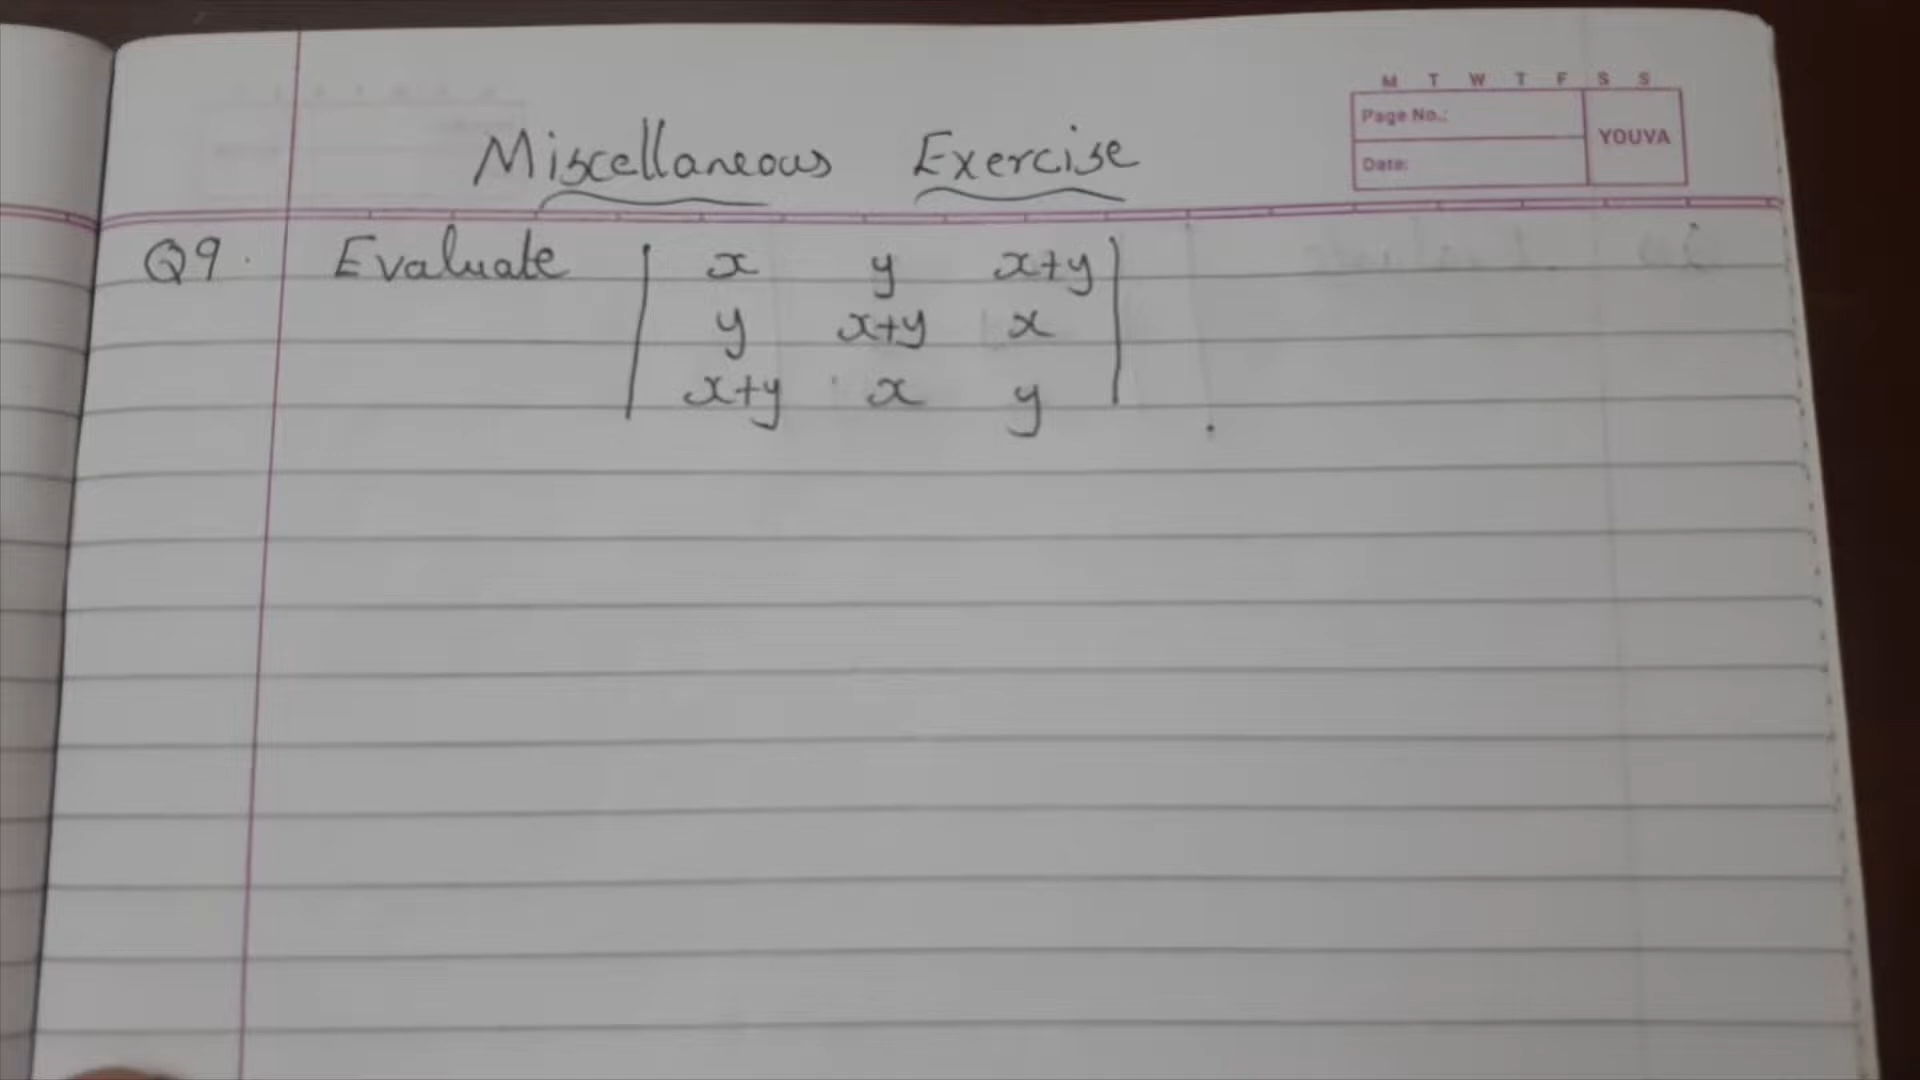 M T W T F S S
Page No.:
YOUVA
Date:
Miscellaneous Exercise
Q9. Evaluate | x y x+y |
y x+y x
x+y x y